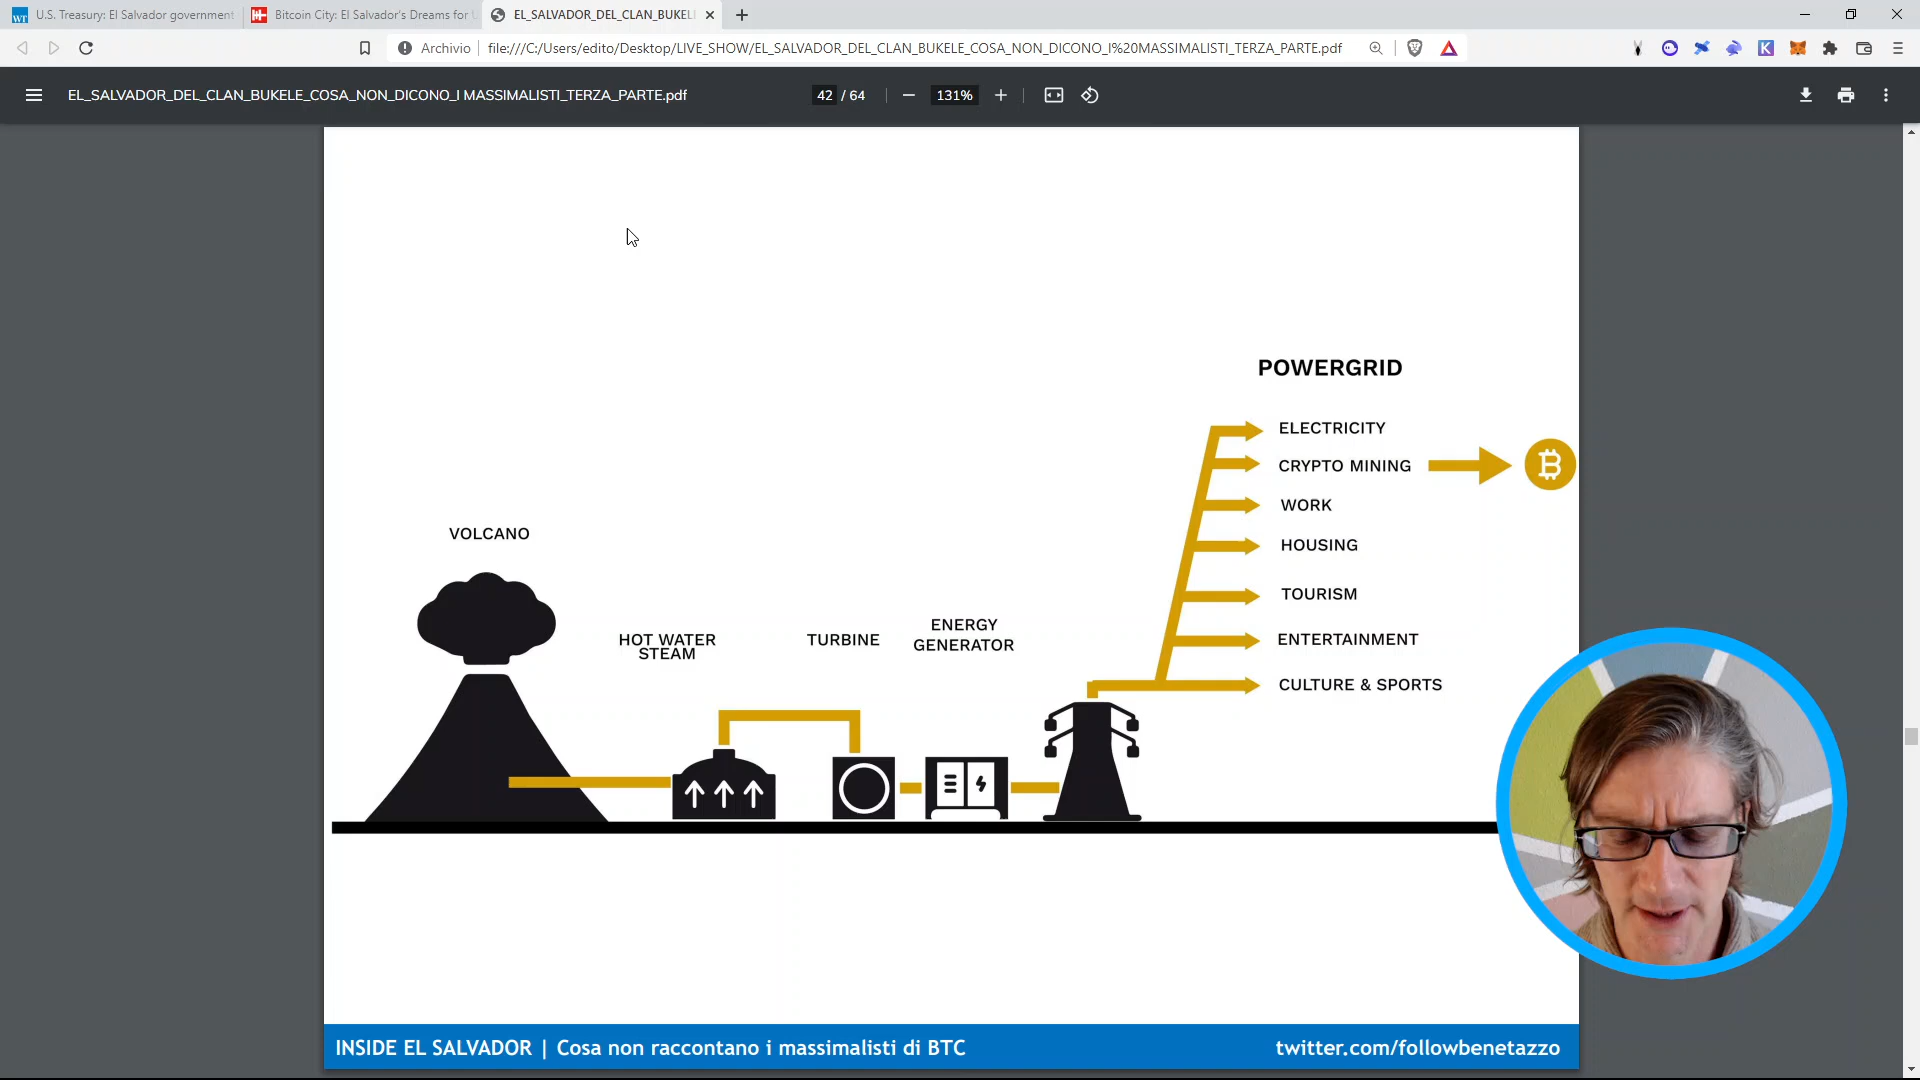 U.S. Treasury: El Salvador government
Bitcoin City: El Salvador's Dreams for
EL_SALVADOR_DEL_CLAN_BUKEL
Archivio
file:///C:/Users/edito/Desktop/LIVE_SHOW/EL_SALVADOR_DEL_CLAN_BUKELE_COSA_NON_DICONO_I%20MASSIMALISTI_TERZA_PARTE.pdf
EL_SALVADOR_DEL_CLAN_BUKELE_COSA_NON_DICONO_I MASSIMALISTI_TERZA_PARTE.pdf
42 / 64
131%
POWERGRID
ELECTRICITY
CRYPTO MINING
WORK
HOUSING
TOURISM
ENTERTAINMENT
CULTURE & SPORTS
VOLCANO
HOT WATER
STEAM
TURBINE
ENERGY
GENERATOR
INSIDE EL SALVADOR | Cosa non raccontano i massimalisti di BTC
twitter.com/followbenetazzo